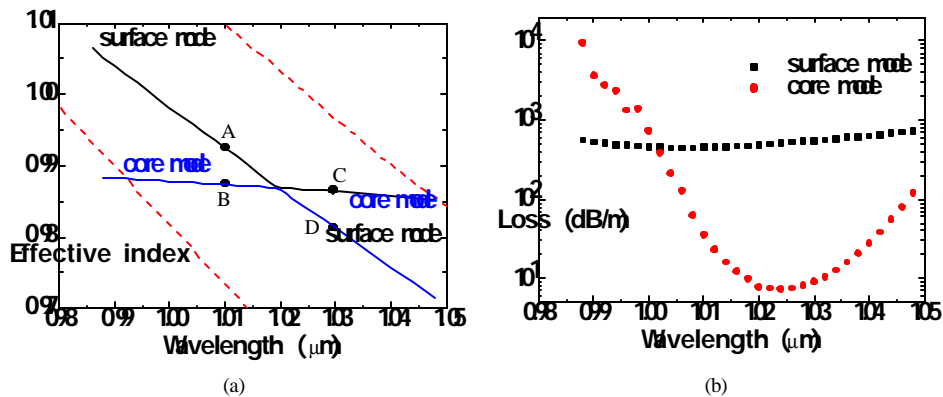 1.01
surface mode
1.00
A
0.99
core mode
C
B
core mode
0.98
D
surface mode
Effective index
0.97
0.98 0.99 1.00 1.01 1.02 1.03 1.04 1.05
Wavelength (μm)
(a)
10⁴
surface mode
core mode
10³
10²
Loss (dB/m)
10¹
0.98 0.99 1.00 1.01 1.02 1.03 1.04 1.05
Wavelength (μm)
(b)